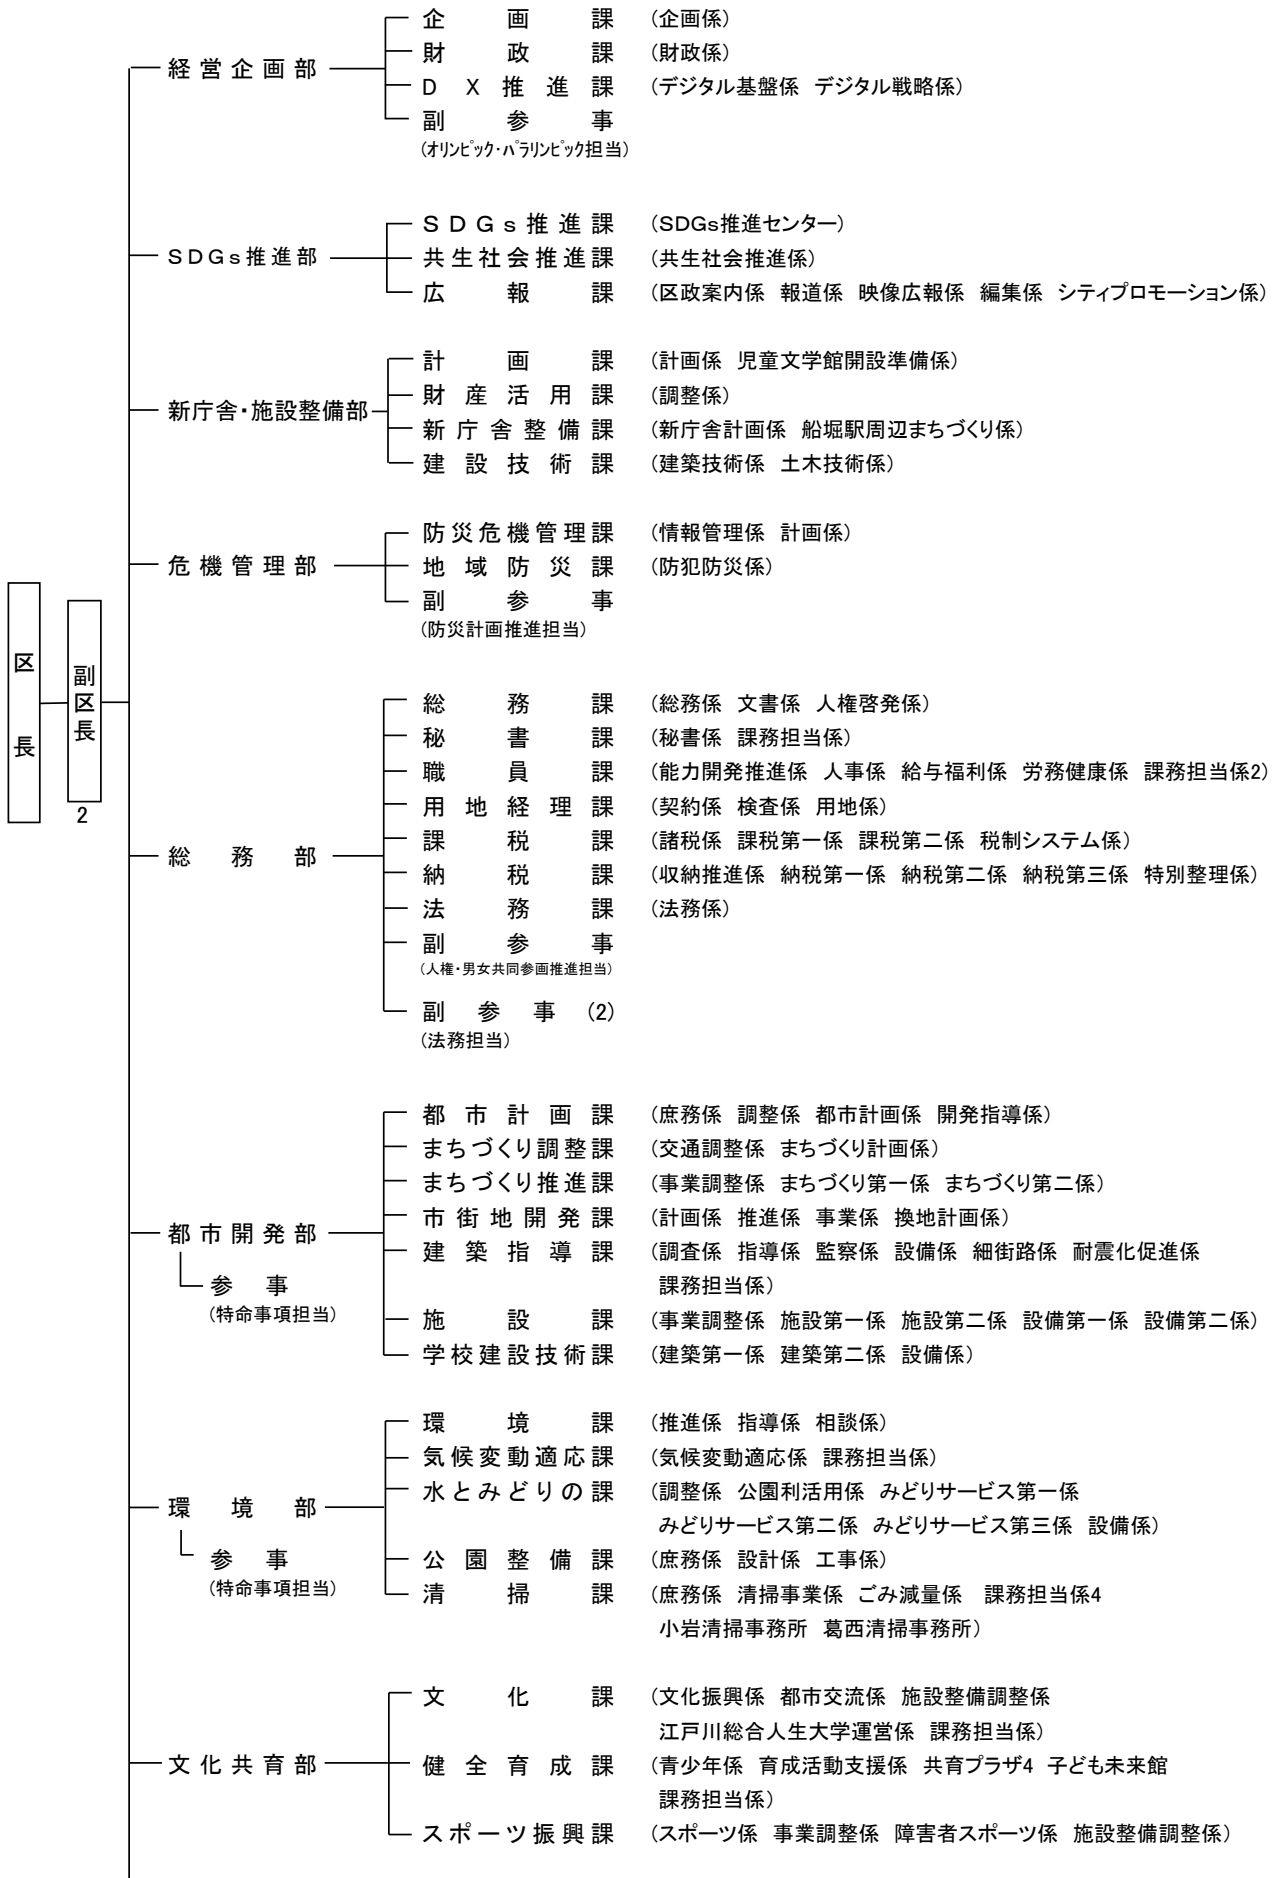 区長
副区長
2
経営企画部
企画課 (企画係)
財政課 (財政係)
DX推進課 (デジタル基盤係 デジタル戦略係)
副参事
(オリンピック・パラリンピック担当)
SDGs推進部
SDGs推進課 (SDGs推進センター)
共生社会推進課 (共生社会推進係)
広報課 (区政案内係 報道係 映像広報係 編集係 シティプロモーション係)
新庁舎・施設整備部
計画課 (計画係 児童文学館開設準備係)
財産活用課 (調整係)
新庁舎整備課 (新庁舎計画係 船堀駅周辺まちづくり係)
建設技術課 (建築技術係 土木技術係)
危機管理部
防災危機管理課 (情報管理係 計画係)
地域防災課 (防犯防災係)
副参事
(防災計画推進担当)
総務部
総務課 (総務係 文書係 人権啓発係)
秘書課 (秘書係 課務担当係)
職員課 (能力開発推進係 人事係 給与福利係 労務健康係 課務担当係2)
用地経理課 (契約係 検査係 用地係)
課税課 (諸税係 課税第一係 課税第二係 税制システム係)
納税課 (収納推進係 納税第一係 納税第二係 納税第三係 特別整理係)
法務課 (法務係)
副参事
(人権・男女共同参画推進担当)
副参事 (2)
(法務担当)
都市開発部
参事
(特命事項担当)
都市計画課 (庶務係 調整係 都市計画係 開発指導係)
まちづくり調整課 (交通調整係 まちづくり計画係)
まちづくり推進課 (事業調整係 まちづくり第一係 まちづくり第二係)
市街地開発課 (計画係 推進係 事業係 換地計画係)
建築指導課 (調査係 指導係 監察係 設備係 細街路係 耐震化促進係
課務担当係)
施設課 (事業調整係 施設第一係 施設第二係 設備第一係 設備第二係)
学校建設技術課 (建築第一係 建築第二係 設備係)
環境部
参事
(特命事項担当)
環境課 (推進係 指導係 相談係)
気候変動適応課 (気候変動適応係 課務担当係)
水とみどりの課 (調整係 公園利活用係 みどりサービス第一係
みどりサービス第二係 みどりサービス第三係 設備係)
公園整備課 (庶務係 設計係 工事係)
清掃課 (庶務係 清掃事業係 ごみ減量係 課務担当係4
小岩清掃事務所 葛西清掃事務所)
文化共育部
文化課 (文化振興係 都市交流係 施設整備調整係
江戸川総合人生大学運営係 課務担当係)
健全育成課 (青少年係 育成活動支援係 共育プラザ4 子ども未来館
課務担当係)
スポーツ振興課 (スポーツ係 事業調整係 障害者スポーツ係 施設整備調整係)